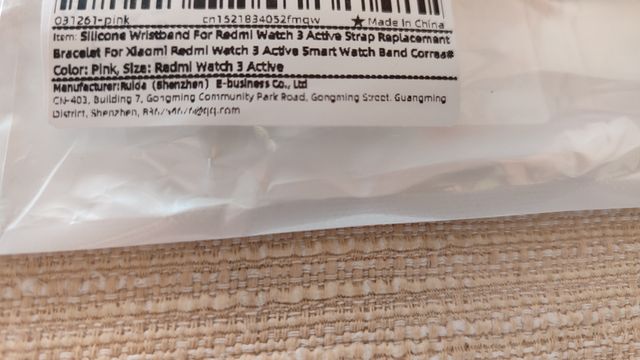 031261-pink cn1521834052fmqw ★Made in China
Item: Silicone Wristband For Redmi Watch 3 Active Strap Replacement
Bracelet For Xiaomi Redmi Watch 3 Active Smart Watch Band Correa#
Color: Pink, Size: Redmi Watch 3 Active
Manufacturer:Ruida (Shenzhen) E-business Co., Ltd
CN-403, Building 7, Gongming Community Park Road, Gongming Street. Guangming
District, Shenzhen,